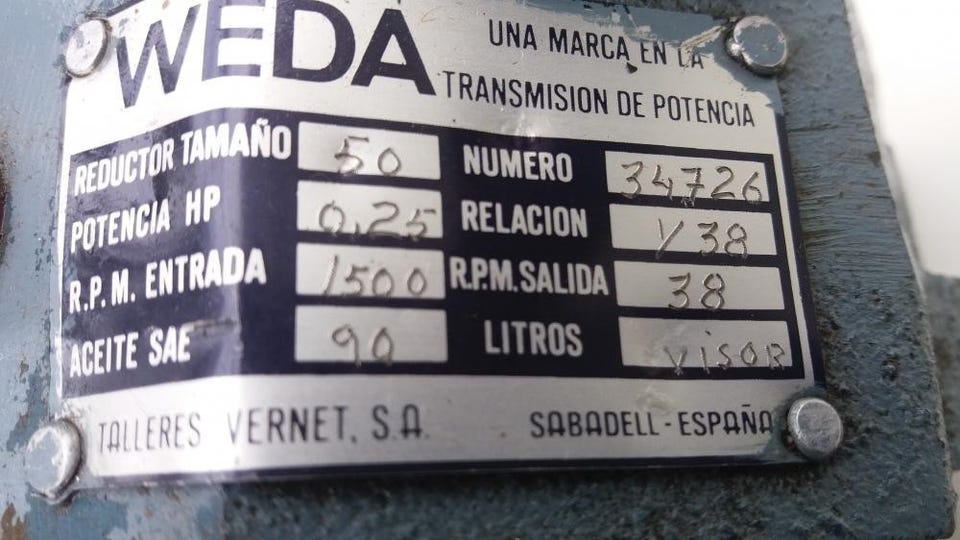 WEDA
UNA MARCA EN LA
TRANSMISION DE POTENCIA
REDUCTOR TAMAÑO 50 NUMERO 34726
POTENCIA HP 0,25 RELACION 1/38
R.P.M. ENTRADA 1500 R.P.M. SALIDA 38
ACEITE SAE 90 LITROS VISOR
TALLERES VERNET, S.A. SABADELL - ESPAÑA